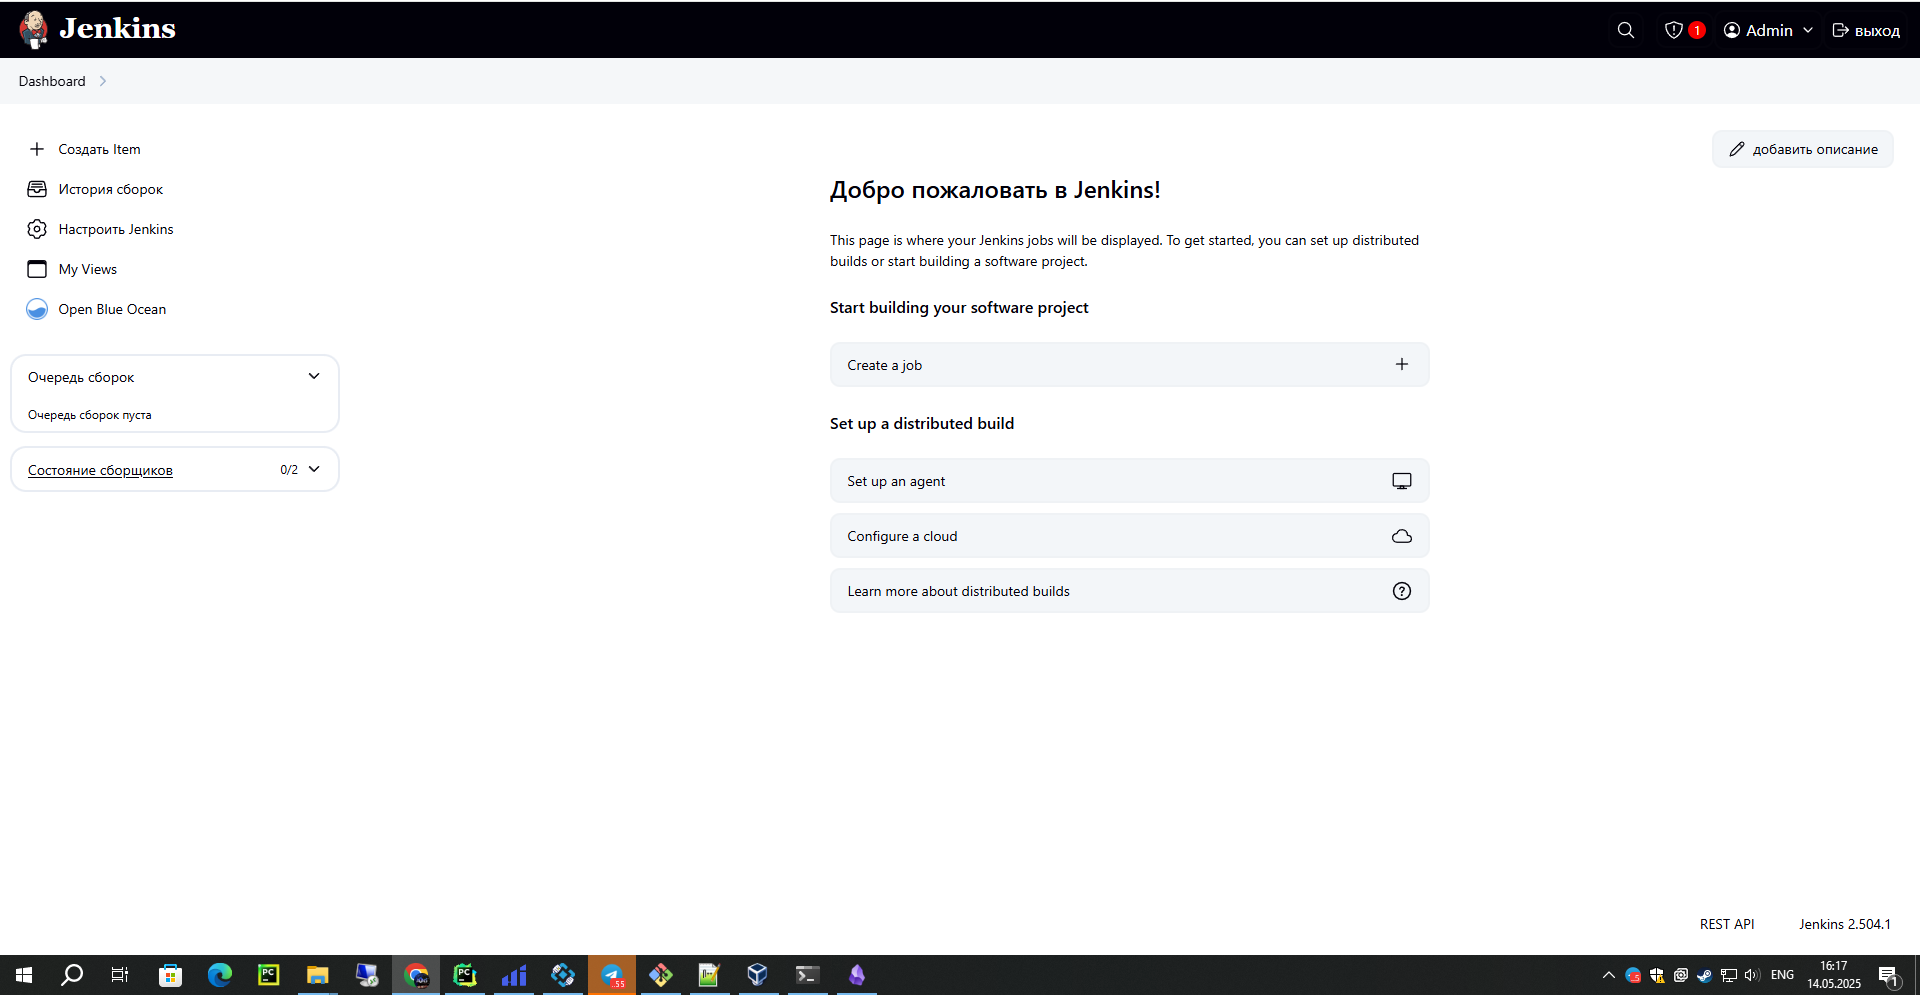 Jenkins
1
Admin
выход
Dashboard
Создать Item
История сборок
Настроить Jenkins
My Views
Open Blue Ocean
Очередь сборок
Очередь сборок пуста
Состояние сборщиков
0/2
добавить описание
Добро пожаловать в Jenkins!
This page is where your Jenkins jobs will be displayed. To get started, you can set up distributed
builds or start building a software project.
Start building your software project
Create a job
Set up a distributed build
Set up an agent
Configure a cloud
Learn more about distributed builds
REST API
Jenkins 2.504.1
PC
PC
..55
ENG
16:17
14.05.2025
1